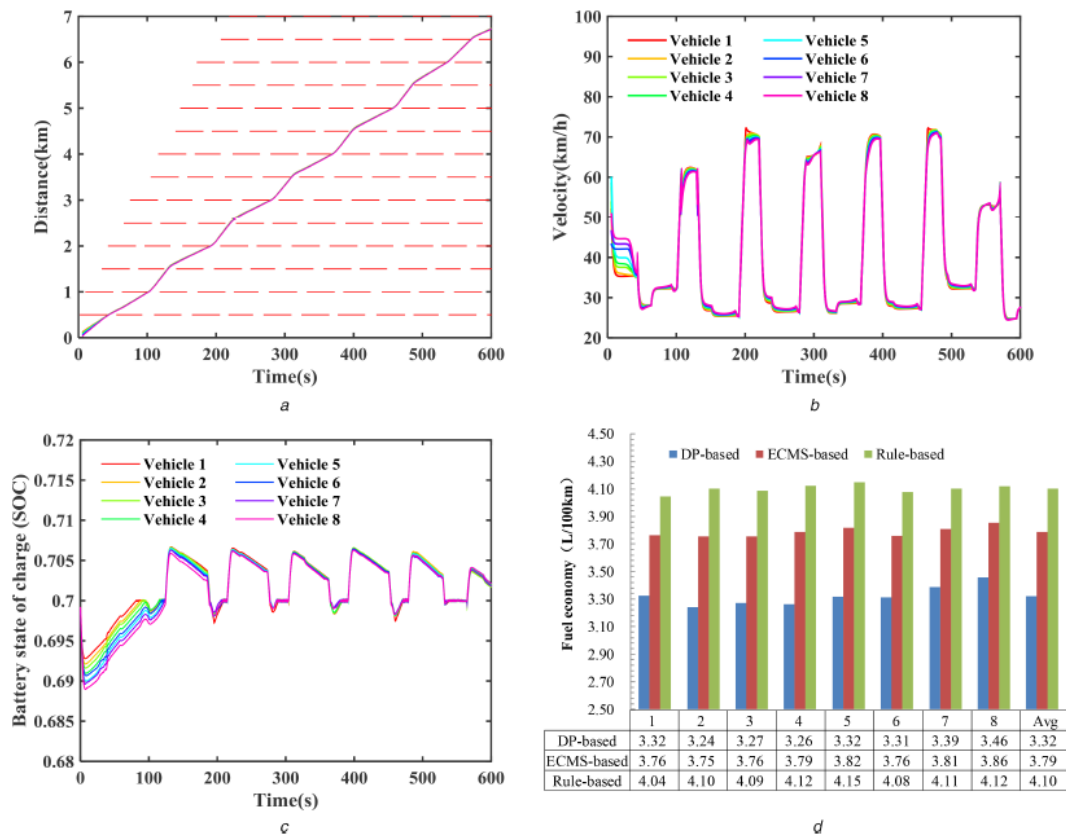 7
6
5
4
3
2
1
0
Distance(km)
0 100 200 300 400 500 600
Time(s)
a
100
90
80
70
60
50
40
30
20
Velocity(km/h)
Vehicle 1 Vehicle 5
Vehicle 2 Vehicle 6
Vehicle 3 Vehicle 7
Vehicle 4 Vehicle 8
0 100 200 300 400 500 600
Time(s)
b
0.72
0.715
0.71
0.705
0.7
0.695
0.69
0.685
0.68
Battery state of charge (SOC)
Vehicle 1 Vehicle 5
Vehicle 2 Vehicle 6
Vehicle 3 Vehicle 7
Vehicle 4 Vehicle 8
0 100 200 300 400 500 600
Time(s)
c
4.50
4.30
4.10
3.90
3.70
3.50
3.30
3.10
2.90
2.70
2.50
Fuel economy (L/100km)
DP-based ECMS-based Rule-based
1 2 3 4 5 6 7 8 Avg
DP-based 3.32 3.24 3.27 3.26 3.32 3.31 3.39 3.46 3.32
ECMS-based 3.76 3.75 3.76 3.79 3.82 3.76 3.81 3.86 3.79
Rule-based 4.04 4.10 4.09 4.12 4.15 4.08 4.11 4.12 4.10
d